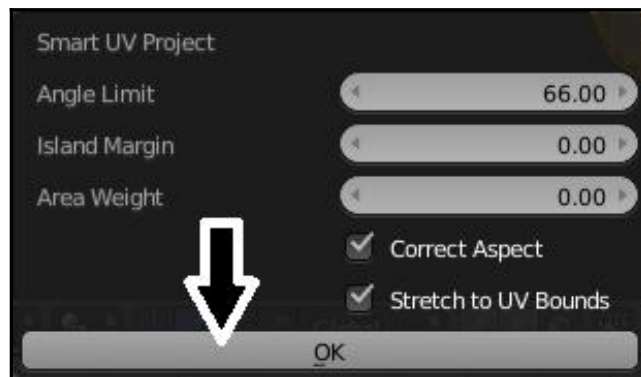 Smart UV Project
Angle Limit 66.00
Island Margin 0.00
Area Weight 0.00
Correct Aspect
Stretch to UV Bounds
OK